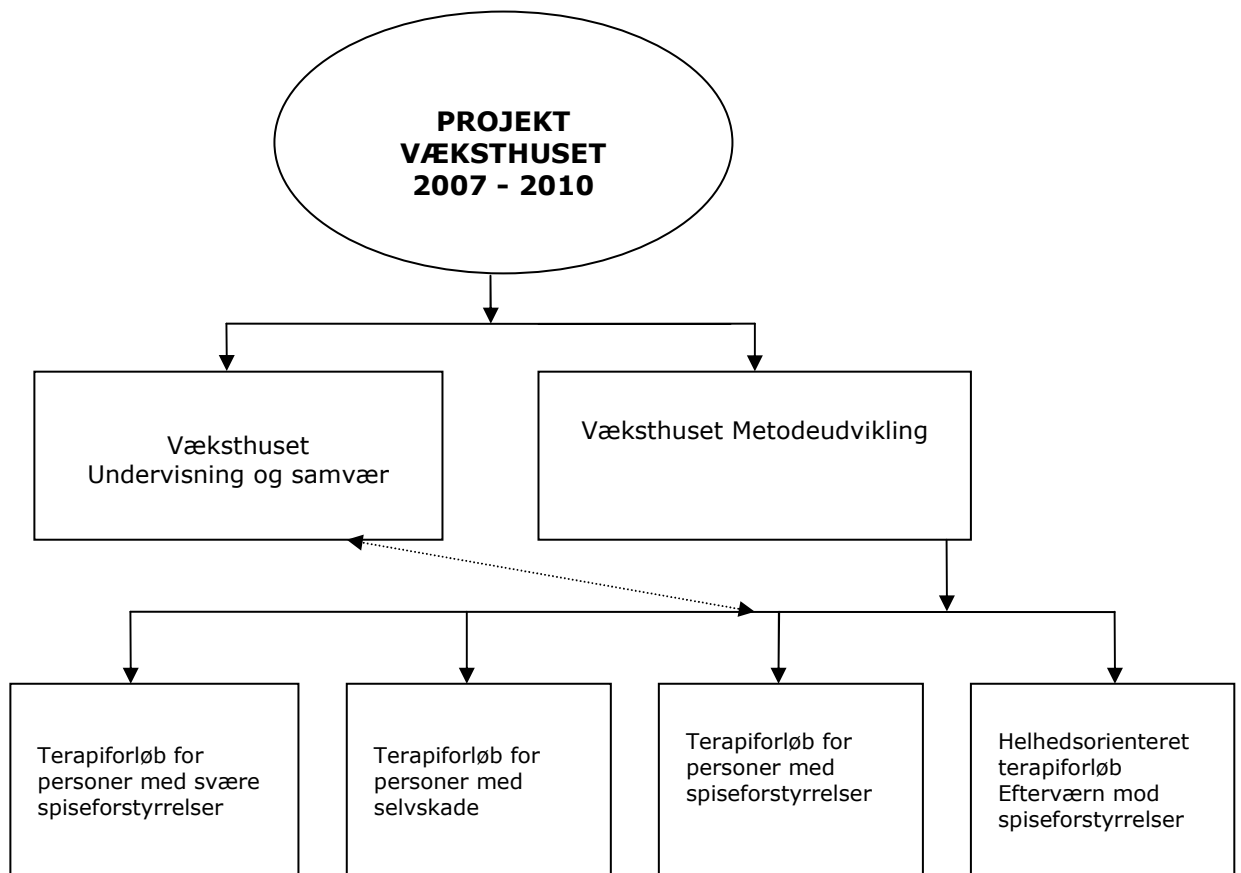 PROJEKT
VÆKSTHUSET
2007 - 2010
Væksthuset
Undervisning og samvær
Væksthuset Metodeudvikling
Terapiforløb for
personer med svære
spiseforstyrrelser
Terapiforløb for
personer med
selvskade
Terapiforløb for
personer med
spiseforstyrrelser
Helhedsorienteret
terapiforløb
Efterværn mod
spiseforstyrrelser